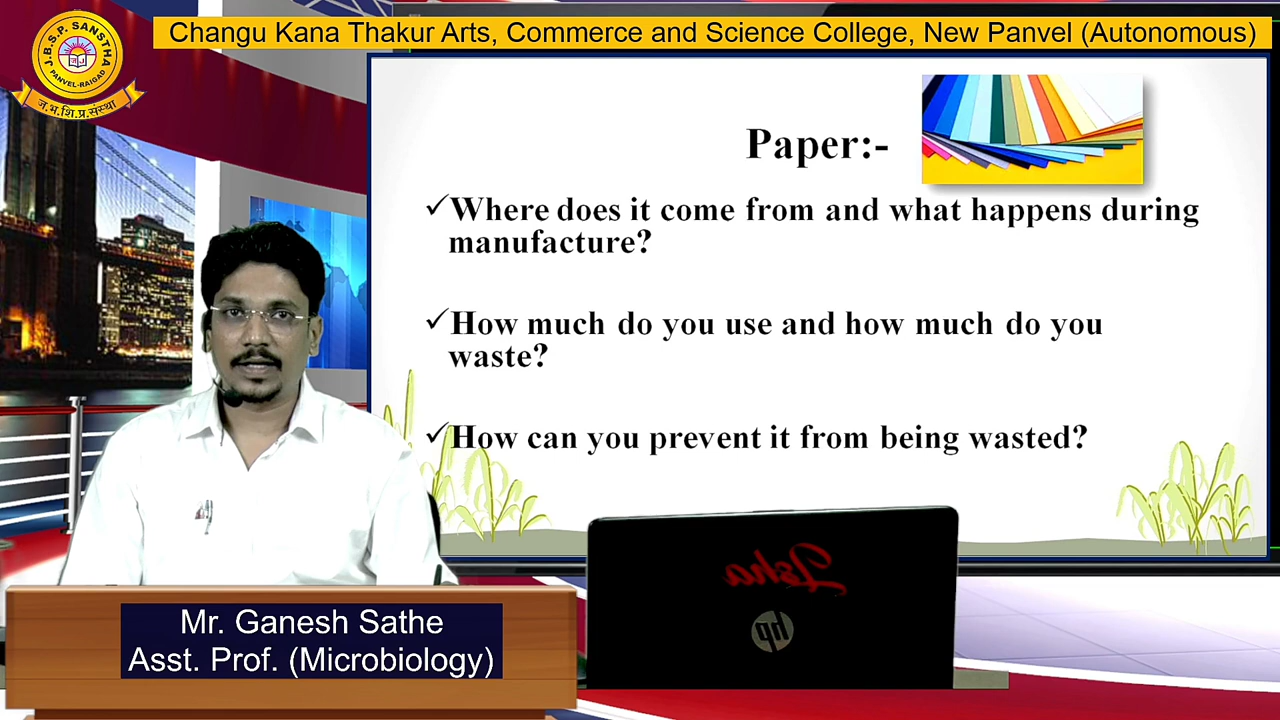 Changu Kana Thakur Arts, Commerce and Science College, New Panvel (Autonomous)
J.B.S.P. SANSTHA
PANVEL-RAIGAD
ज.भ.शि.प्र.संस्था
Paper:-
✓Where does it come from and what happens during
manufacture?
✓How much do you use and how much do you
waste?
✓How can you prevent it from being wasted?
Isha
hp
Mr. Ganesh Sathe
Asst. Prof. (Microbiology)